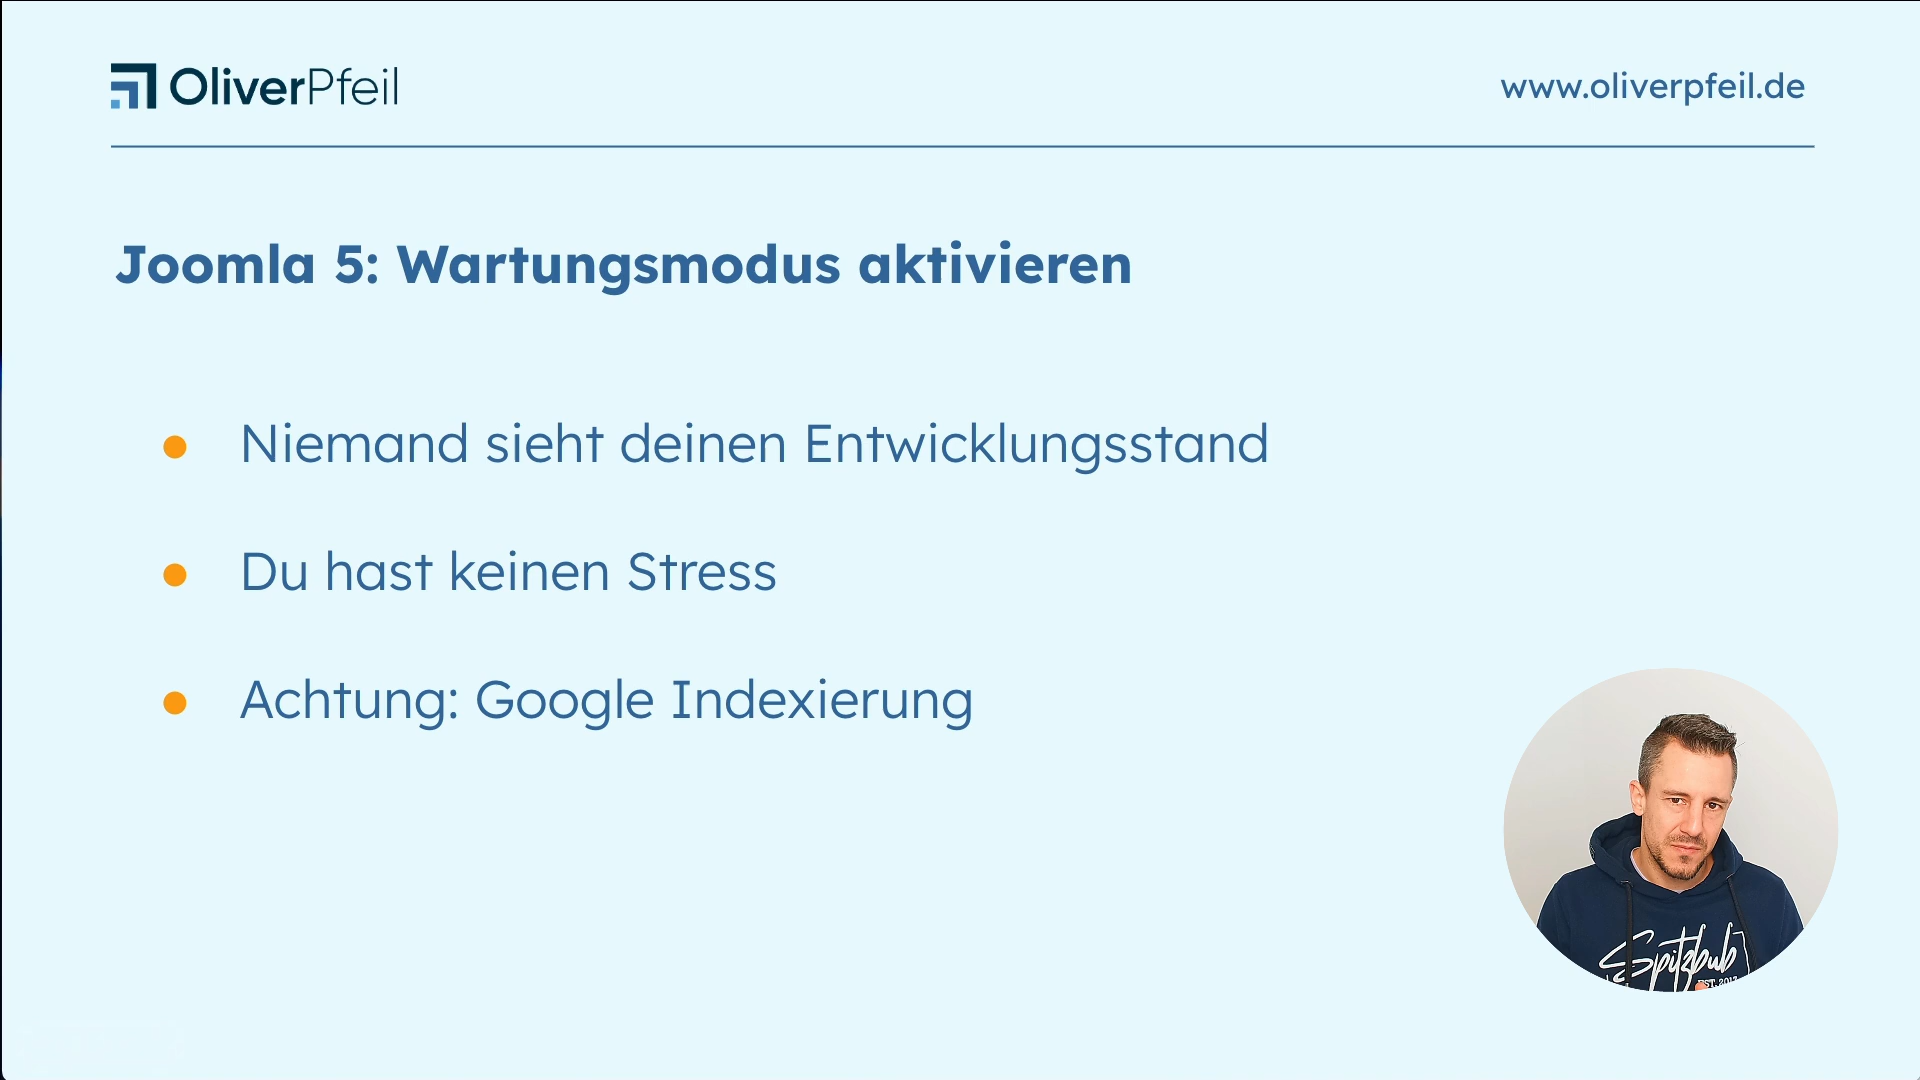 OliverPfeil
www.oliverpfeil.de
Joomla 5: Wartungsmodus aktivieren
Niemand sieht deinen Entwicklungsstand
Du hast keinen Stress
Achtung: Google Indexierung
Spitzbub